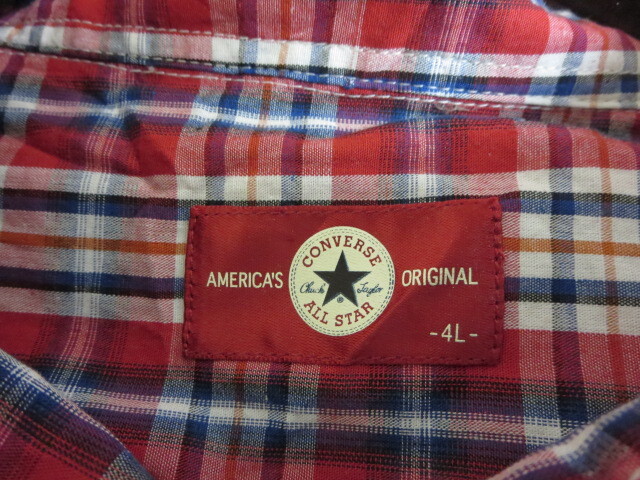 AMERICA'S
CONVERSE
Chuck Taylor
®
ALL STAR
ORIGINAL
-4L-